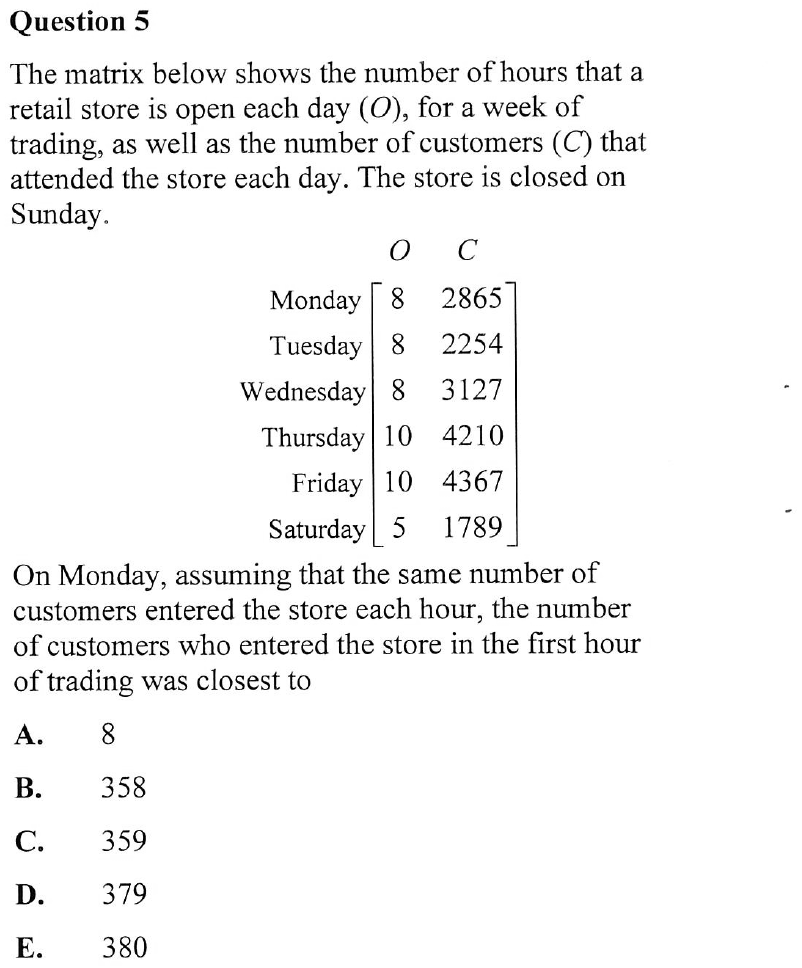 Question 5
The matrix below shows the number of hours that a
retail store is open each day (O), for a week of
trading, as well as the number of customers (C) that
attended the store each day. The store is closed on
Sunday.
O C
Monday 8 2865
Tuesday 8 2254
Wednesday 8 3127
Thursday 10 4210
Friday 10 4367
Saturday 5 1789
On Monday, assuming that the same number of
customers entered the store each hour, the number
of customers who entered the store in the first hour
of trading was closest to
A. 8
B. 358
C. 359
D. 379
E. 380